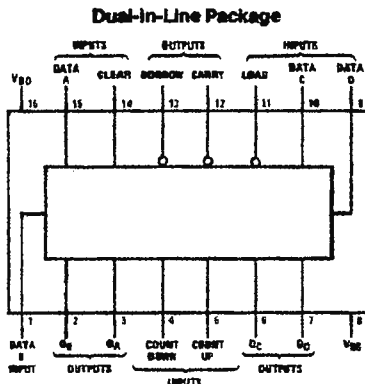 Dual-In-Line Package
INPUTS OUTPUTS INPUTS
DATA A CLEAR BORROW CARRY LOAD DATA C DATA D
VDD
16 15 14 13 12 11 10 9
1 2 3 4 5 6 7 8
DATA B INPUT QB QA COUNT DOWN COUNT UP QC QD VSS
OUTPUTS INPUTS OUTPUTS